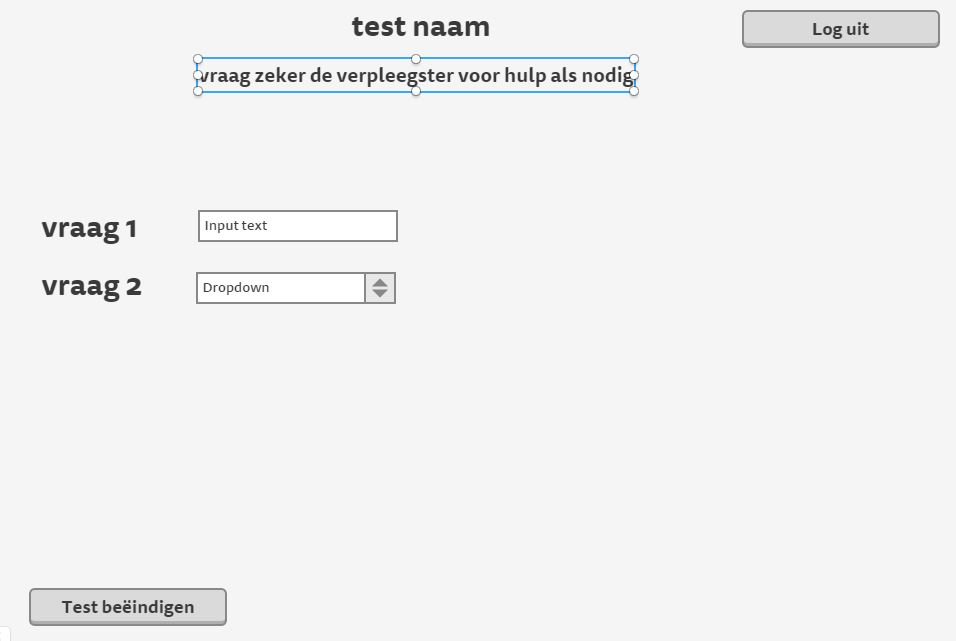 test naam
Log uit
vraag zeker de verpleegster voor hulp als nodig
vraag 1
Input text
vraag 2
Dropdown
Test beëindigen